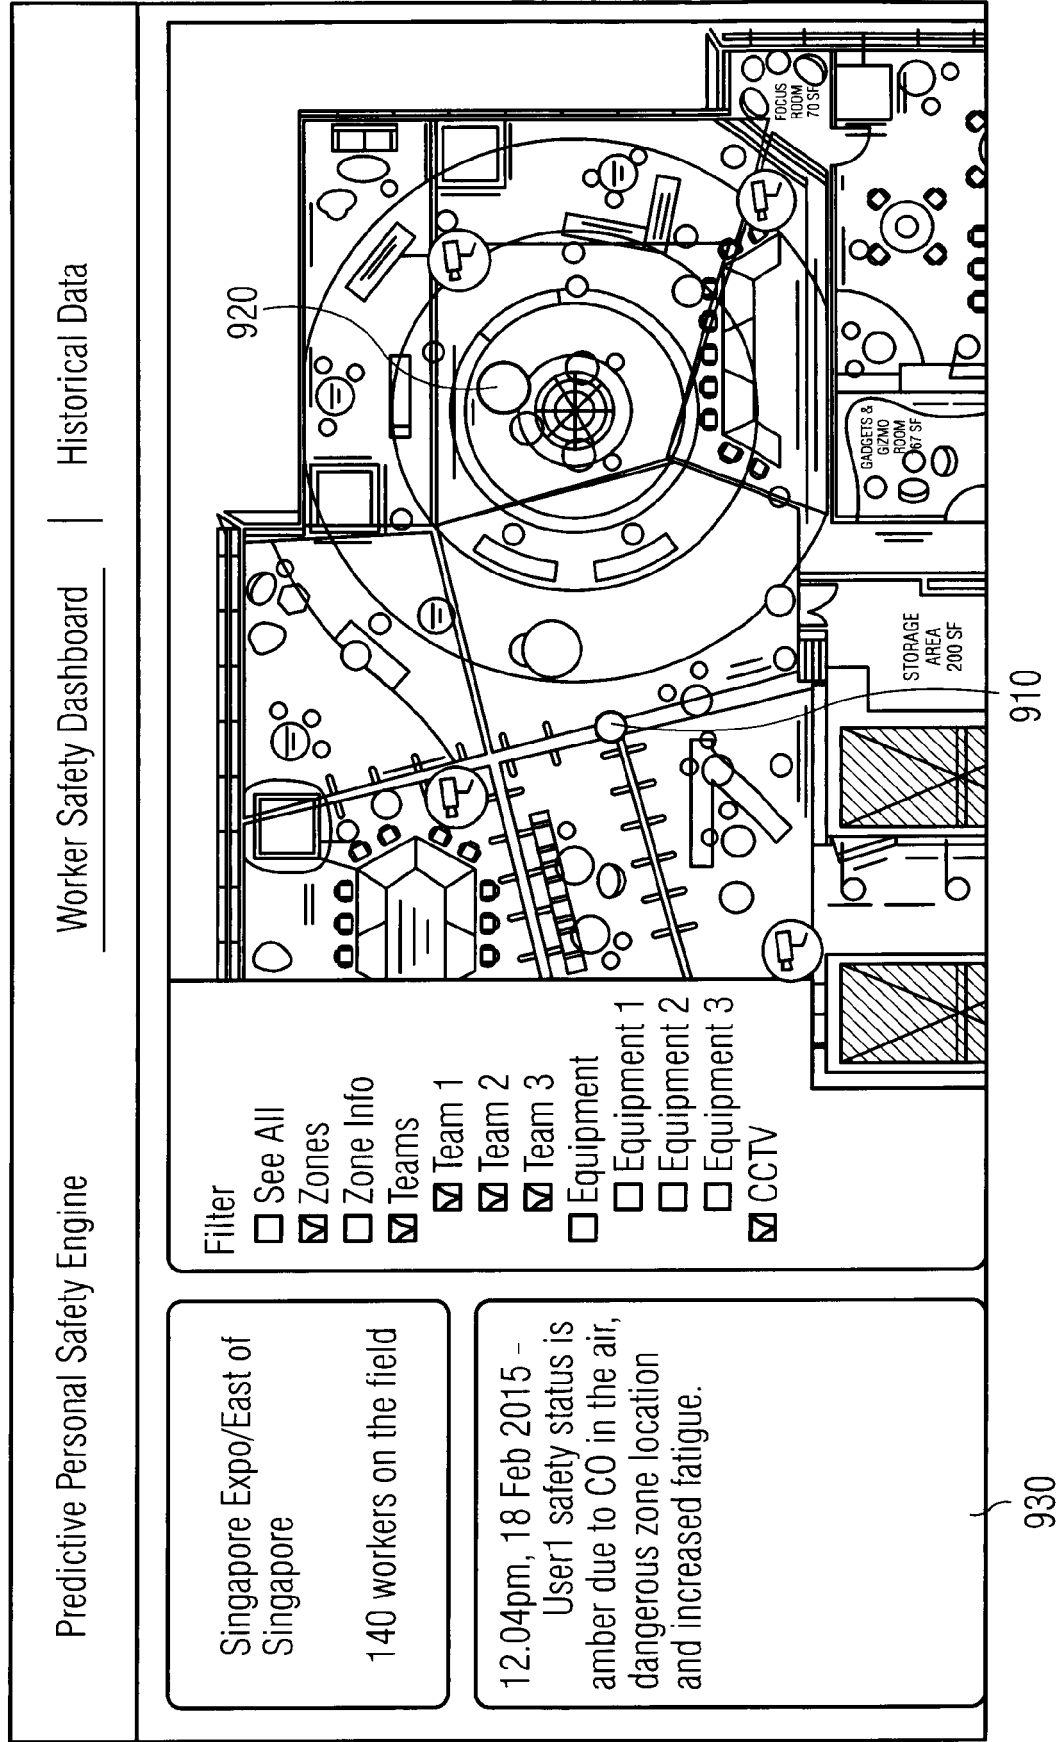 Predictive Personal Safety Engine
Worker Safety Dashboard
Historical Data
Singapore Expo/East of
Singapore
140 workers on the field
12.04pm, 18 Feb 2015 -
User1 safety status is
amber due to CO in the air,
dangerous zone location
and increased fatigue.
930
Filter
See All
Zones
Zone Info
Teams
Team 1
Team 2
Team 3
Equipment
Equipment 1
Equipment 2
Equipment 3
CCTV
920
910
STORAGE
AREA
200 SF
GADGETS &
GIZMO
ROOM
67 SF
FOCUS
ROOM
70 SF